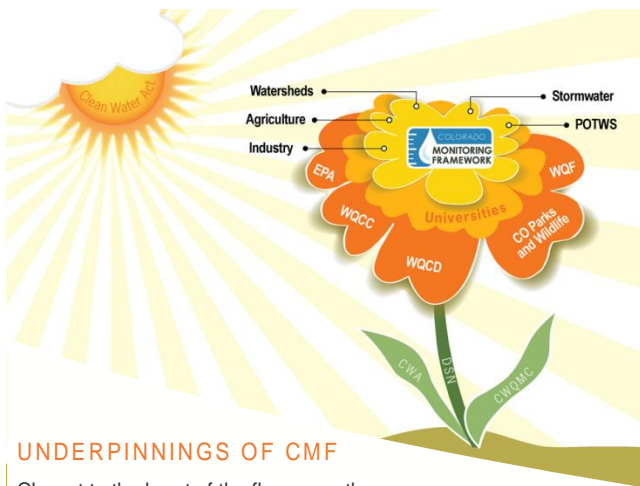 Clean Water Act
Watersheds
Agriculture
Industry
Stormwater
POTWS
COLORADO
MONITORING
FRAMEWORK
EPA
WQCC
WQCD
Universities
CO Parks
and Wildlife
WQF
CWA
DSN
CWQMC
UNDERPINNINGS OF CMF